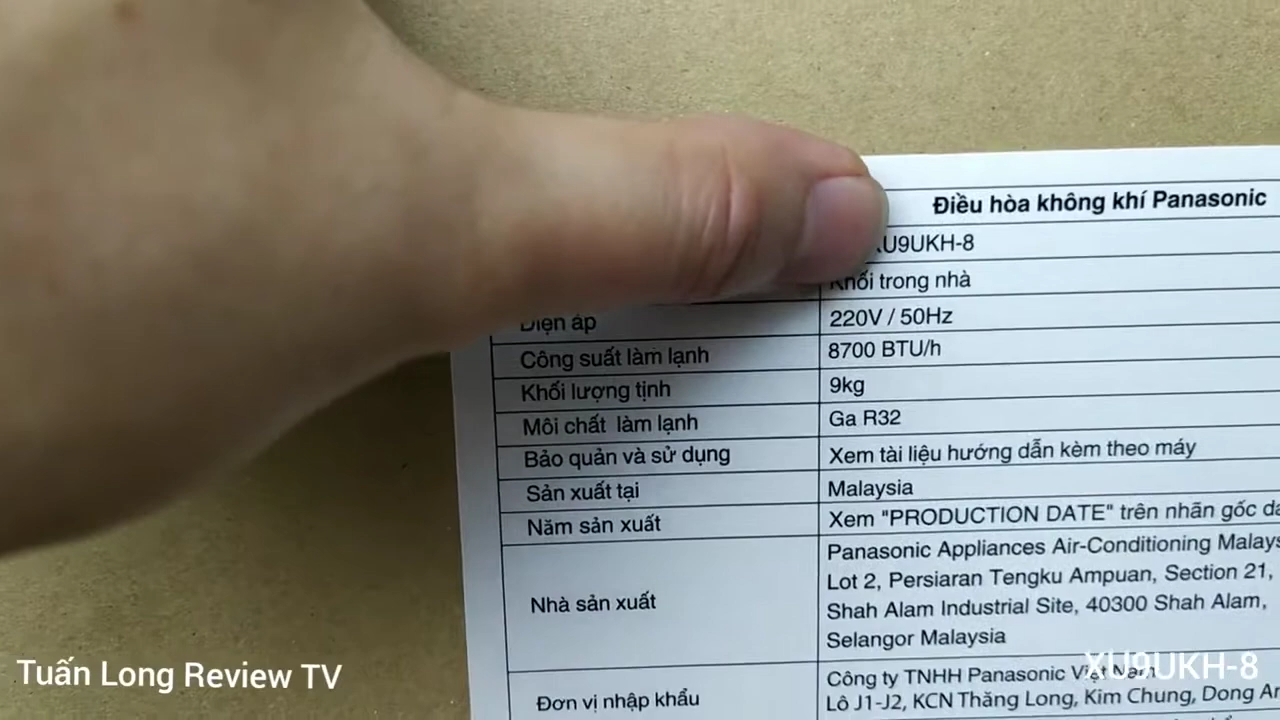 Điều hòa không khí Panasonic
XU9UKH-8
Khối trong nhà
Điện áp
220V / 50Hz
Công suất làm lạnh
8700 BTU/h
Khối lượng tịnh
9kg
Môi chất làm lạnh
Ga R32
Bảo quản và sử dụng
Xem tài liệu hướng dẫn kèm theo máy
Sản xuất tại
Malaysia
Năm sản xuất
Xem "PRODUCTION DATE" trên nhãn gốc
Nhà sản xuất
Panasonic Appliances Air-Conditioning
Lot 2, Persiaran Tengku Ampuan, Section 21,
Shah Alam Industrial Site, 40300 Shah Alam,
Selangor Malaysia
Đơn vị nhập khẩu
Công ty TNHH Panasonic Việt Nam
Lô J1-J2, KCN Thăng Long, Kim Chung, Dong
Tuấn Long Review TV
XU9UKH-8